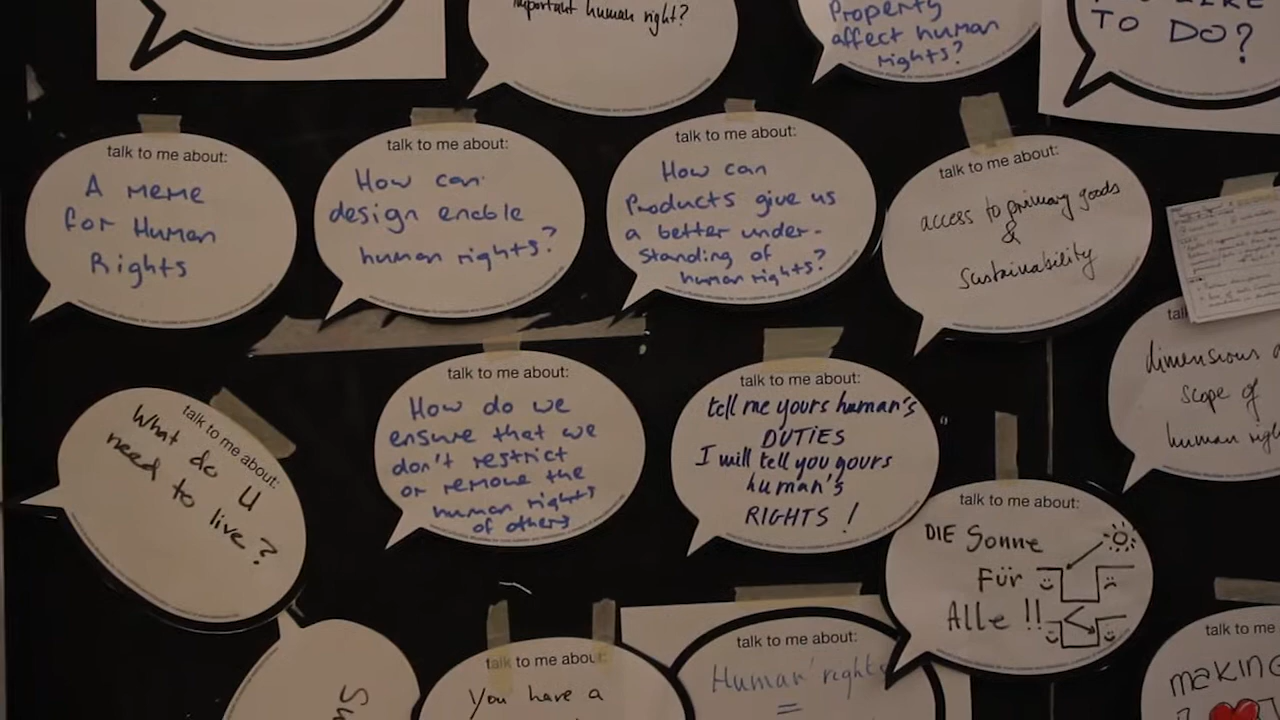 important human right?
Property
affect human
rights?
TO DO?
talk to me about:
A meme
for Human
Rights
talk to me about:
How can
design enable
human rights?
talk to me about:
How can
Products give us
a better under-
standing of
human rights?
talk to me about:
access to primary goods
&
Sustainability
dimensions
scope of
human
talk to me about:
What do U
need to live?
talk to me about:
How do we
ensure that we
don't restrict
or remove the
human rights
of others
talk to me about:
tell me yours human's
DUTIES
I will tell you yours
human's
RIGHTS !
talk to me about:
DIE Sonne
Für
Alle !!
talk to me about:
You have a
talk to me about:
Human right
=
talk to me
making